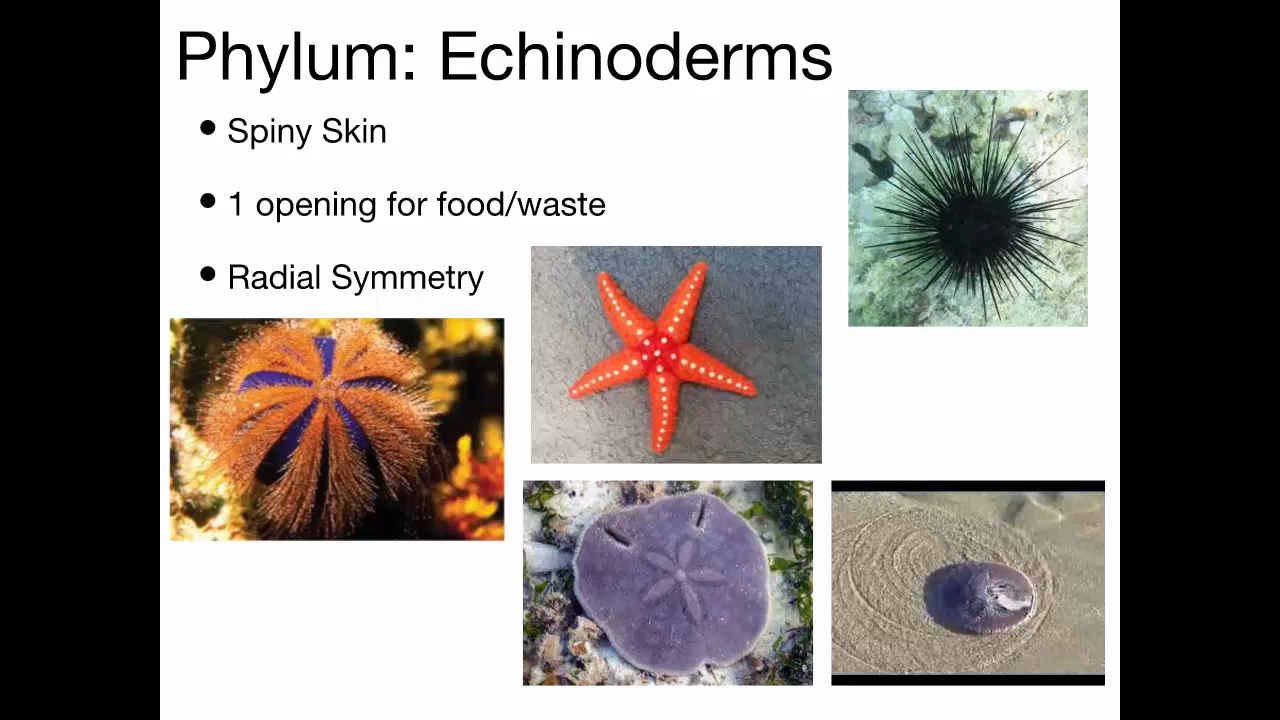 Phylum: Echinoderms
• Spiny Skin
• 1 opening for food/waste
• Radial Symmetry